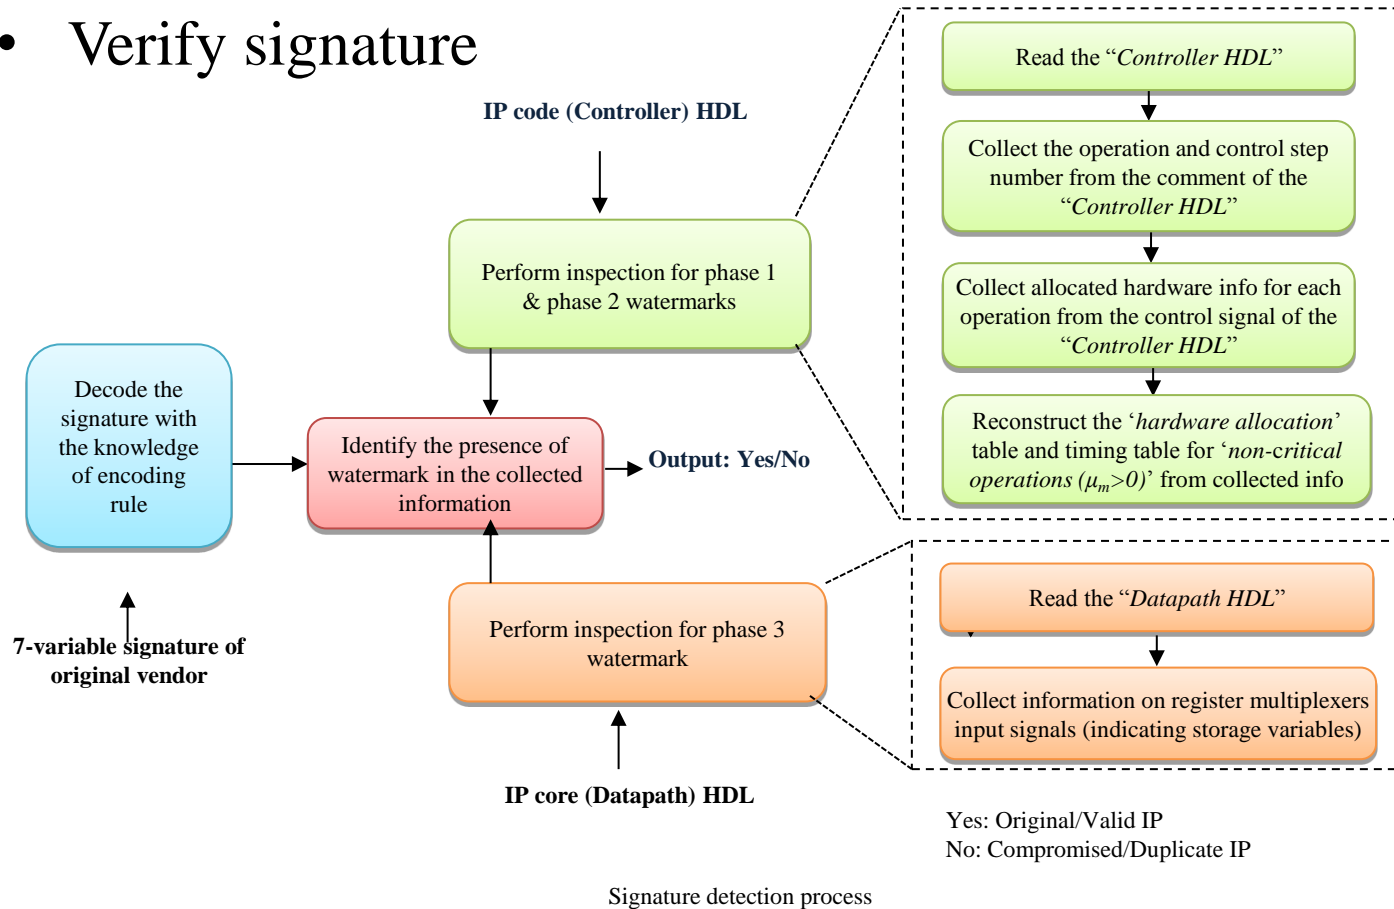 • Verify signature
IP code (Controller) HDL
Perform inspection for phase 1
& phase 2 watermarks
Decode the
signature with
the knowledge
of encoding
rule
Identify the presence of
watermark in the collected
information
Output: Yes/No
7-variable signature of
original vendor
Perform inspection for phase 3
watermark
IP core (Datapath) HDL
Read the “Controller HDL”
Collect the operation and control step
number from the comment of the
“Controller HDL”
Collect allocated hardware info for each
operation from the control signal of the
“Controller HDL”
Reconstruct the ‘hardware allocation’
table and timing table for ‘non-critical
operations (μm>0)’ from collected info
Read the “Datapath HDL”
Collect information on register multiplexers
input signals (indicating storage variables)
Yes: Original/Valid IP
No: Compromised/Duplicate IP
Signature detection process